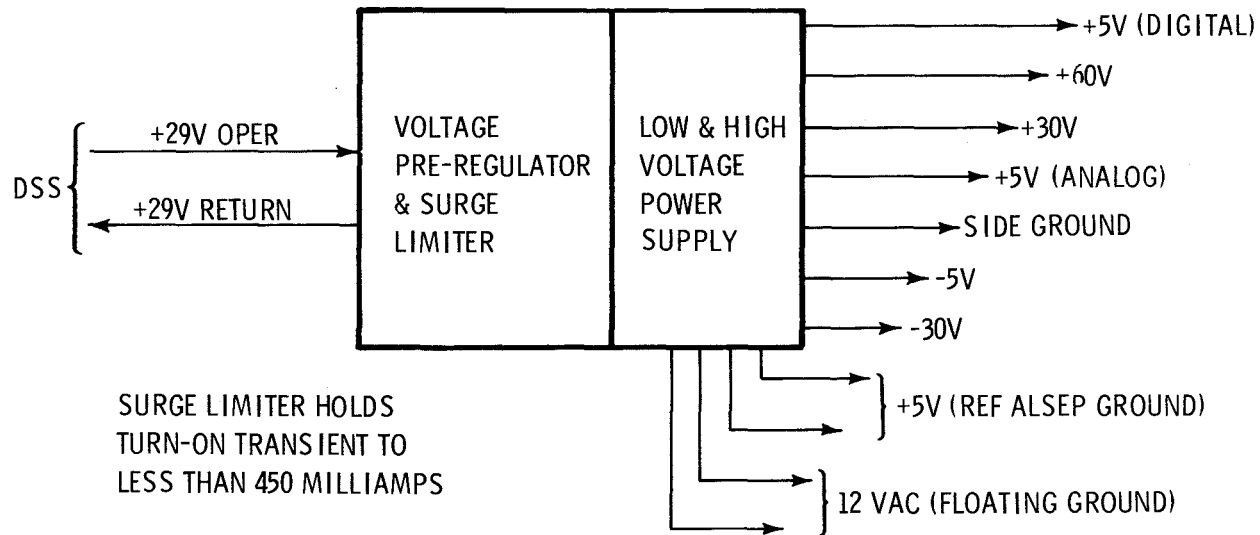 DSS
+29V OPER
+29V RETURN
VOLTAGE
PRE-REGULATOR
& SURGE
LIMITER
LOW & HIGH
VOLTAGE
POWER
SUPPLY
+5V (DIGITAL)
+60V
+30V
+5V (ANALOG)
SIDE GROUND
-5V
-30V
+5V (REF ALSEP GROUND)
12 VAC (FLOATING GROUND)
SURGE LIMITER HOLDS
TURN-ON TRANSIENT TO
LESS THAN 450 MILLIAMPS